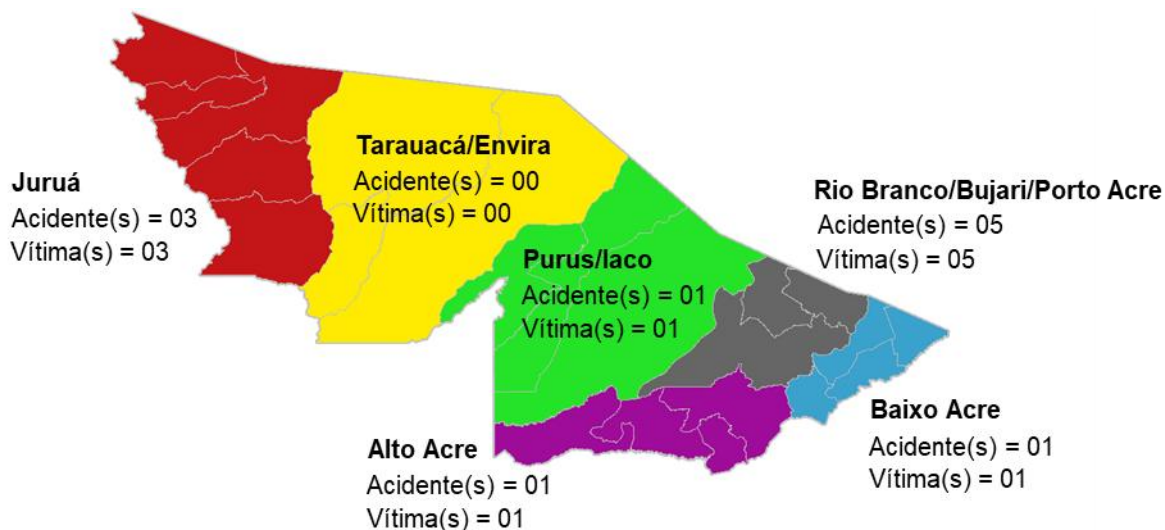 Tarauacá/Envira
Acidente(s) = 00
Vítima(s) = 00
Juruá
Acidente(s) = 03
Vítima(s) = 03
Rio Branco/Bujari/Porto Acre
Acidente(s) = 05
Vítima(s) = 05
Purus/Iaco
Acidente(s) = 01
Vítima(s) = 01
Baixo Acre
Acidente(s) = 01
Vítima(s) = 01
Alto Acre
Acidente(s) = 01
Vítima(s) = 01